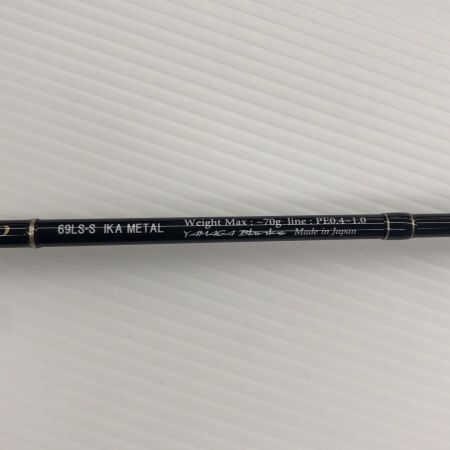 69LS-S IKA METAL
Weight Max : ~70g line : PE0.4~1.0
YAMAGA Blanks Made in Japan